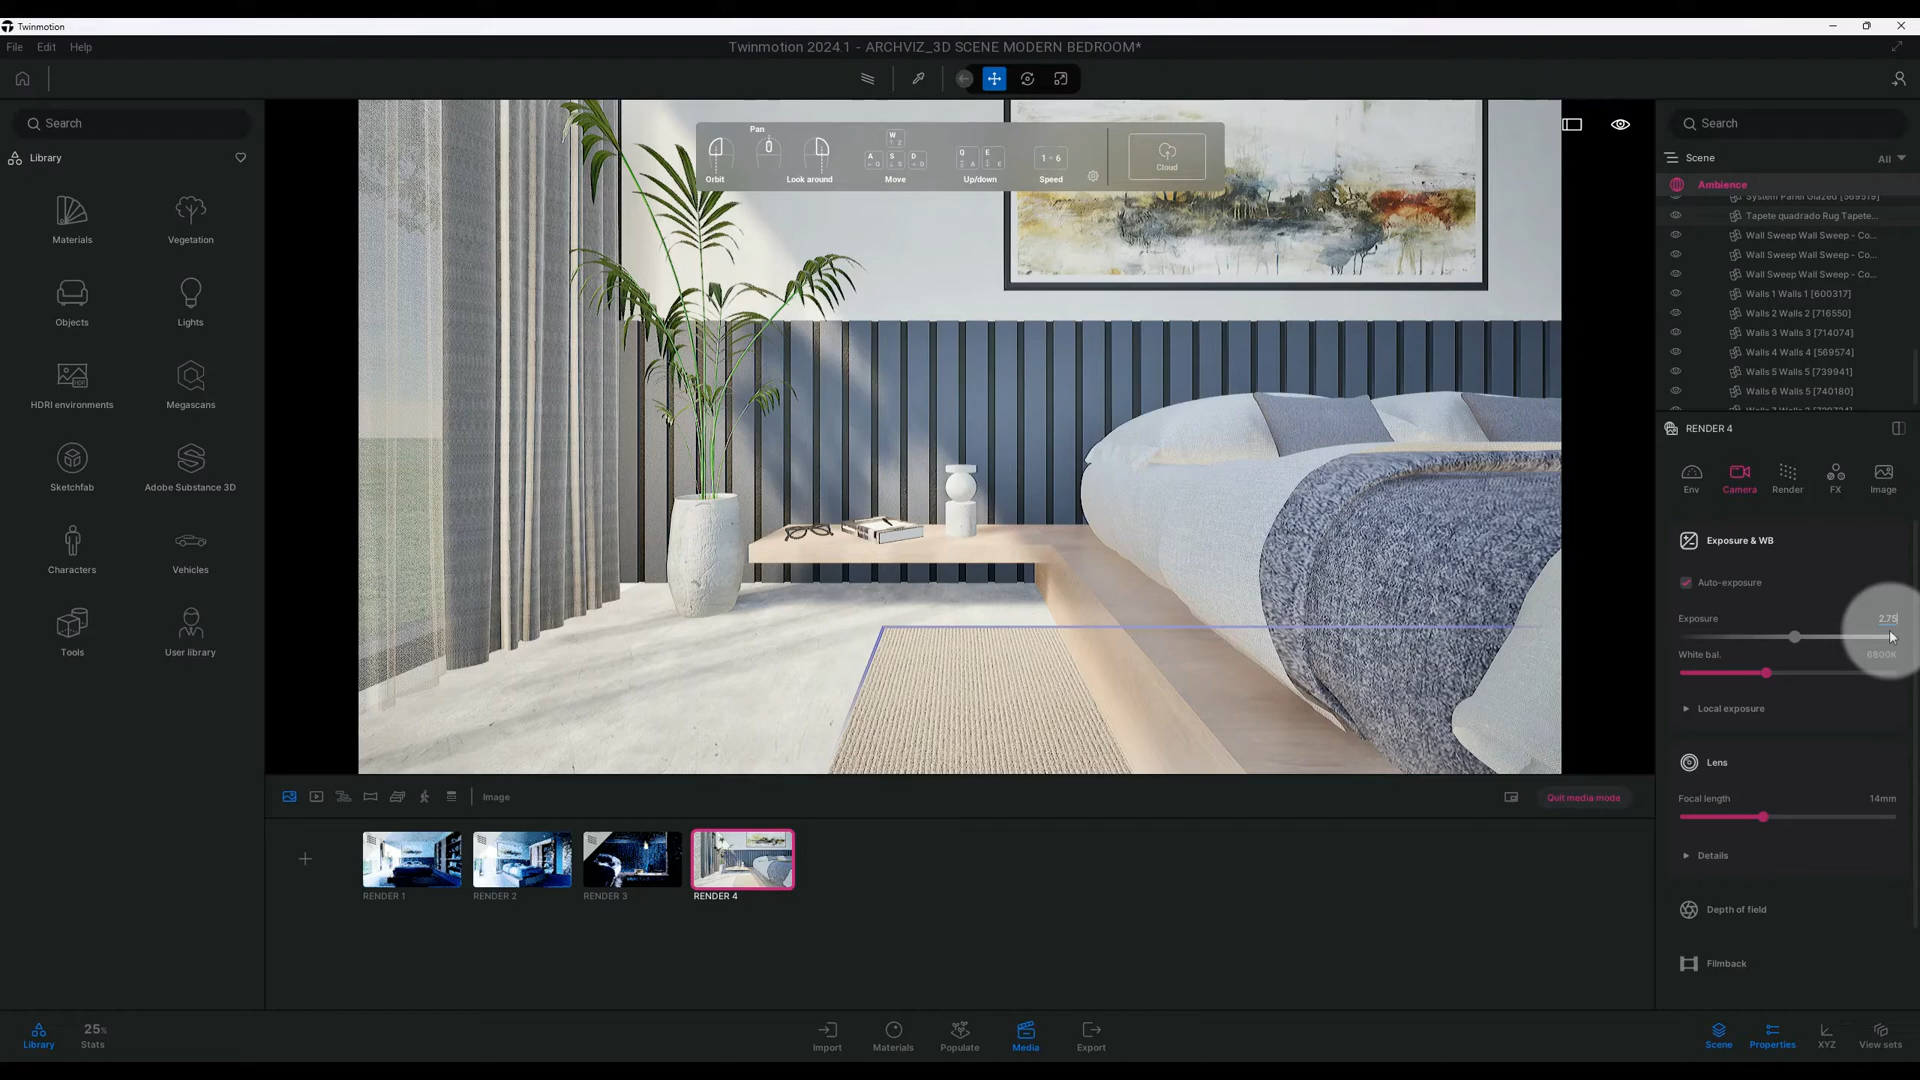 Twinmotion
File Edit Help
Twinmotion 2024.1 - ARCHVIZ_3D SCENE MODERN BEDROOM*
Search
Library
Materials Vegetation
Objects Lights
HDRI environments Megascans
Sketchfab Adobe Substance 3D
Characters Vehicles
Tools User library
Pan
Orbit Look around Move Up/down Speed Cloud
W
A S D
Q E
1 - 6
Search
Scene All
Ambience
System Panel Glazed [569519]
Tapete quadrado Rug Tapete...
Wall Sweep Wall Sweep - Co...
Wall Sweep Wall Sweep - Co...
Wall Sweep Wall Sweep - Co...
Walls 1 Walls 1 [600317]
Walls 2 Walls 2 [716550]
Walls 3 Walls 3 [714074]
Walls 4 Walls 4 [569574]
Walls 5 Walls 5 [739941]
Walls 6 Walls 5 [740180]
RENDER 4
Env Camera Render FX Image
Exposure & WB
Auto-exposure
Exposure 2.75
White bal. 6800K
Local exposure
Lens
Focal length 14mm
Details
Depth of field
Filmback
Image
Quit media mode
RENDER 1 RENDER 2 RENDER 3 RENDER 4
Library
25%
Stats
Import Materials Populate Media Export
Scene Properties XYZ View sets